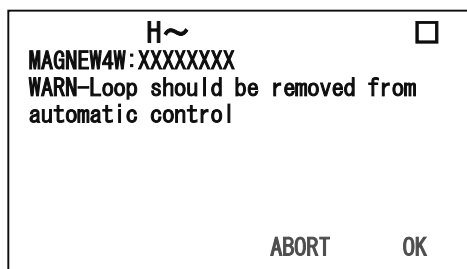 H～
MAGNEW4W:XXXXXXXX
WARN-Loop should be removed from
automatic control
ABORT OK